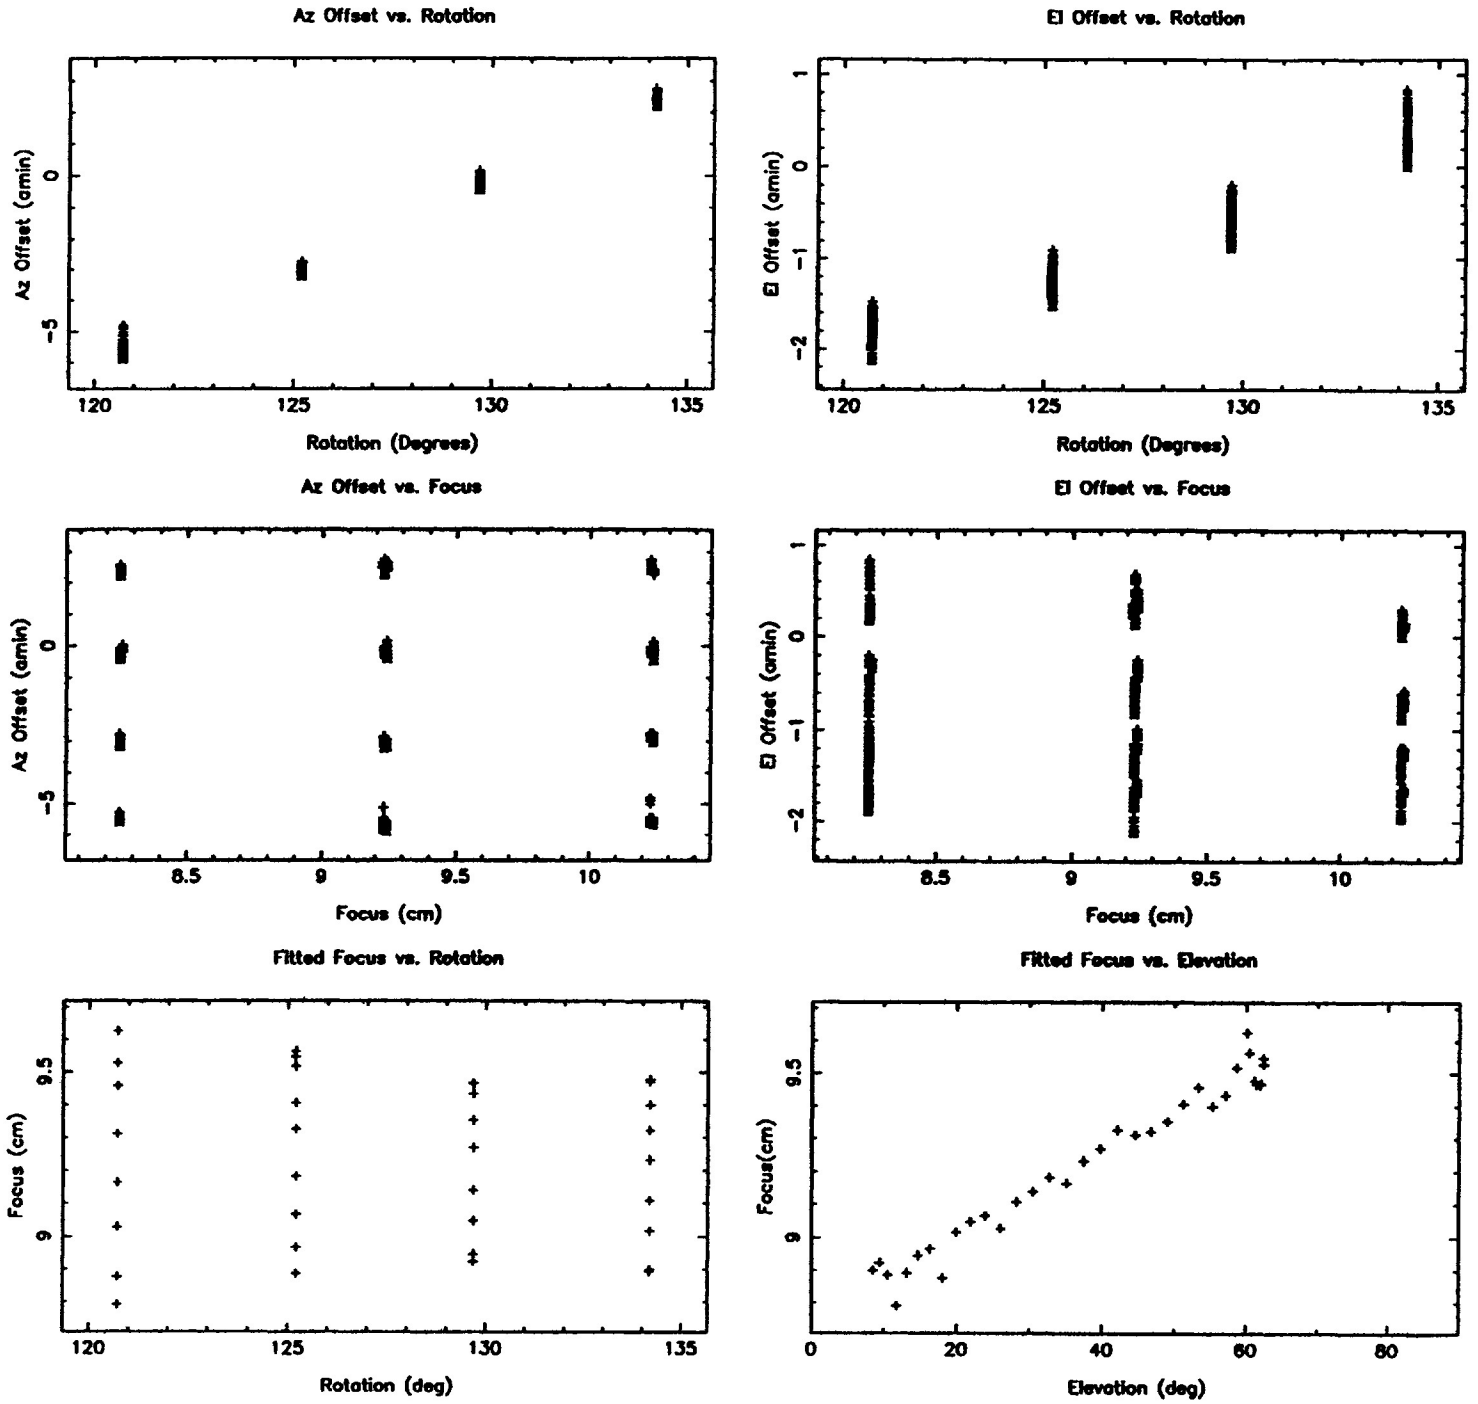 Az Offset vs. Rotation
El Offset vs. Rotation
Az Offset (amin)
0
-5
120
125
130
135
Rotation (Degrees)
El Offset (amin)
1
0
-1
-2
120
125
130
135
Rotation (Degrees)
Az Offset vs. Focus
El Offset vs. Focus
Az Offset (amin)
0
-5
8.5
9
9.5
10
Focus (cm)
El Offset (amin)
1
0
-1
-2
8.5
9
9.5
10
Focus (cm)
Fitted Focus vs. Rotation
Fitted Focus vs. Elevation
Focus (cm)
9.5
9
120
125
130
135
Rotation (deg)
Focus(cm)
9.5
9
0
20
40
60
80
Elevation (deg)